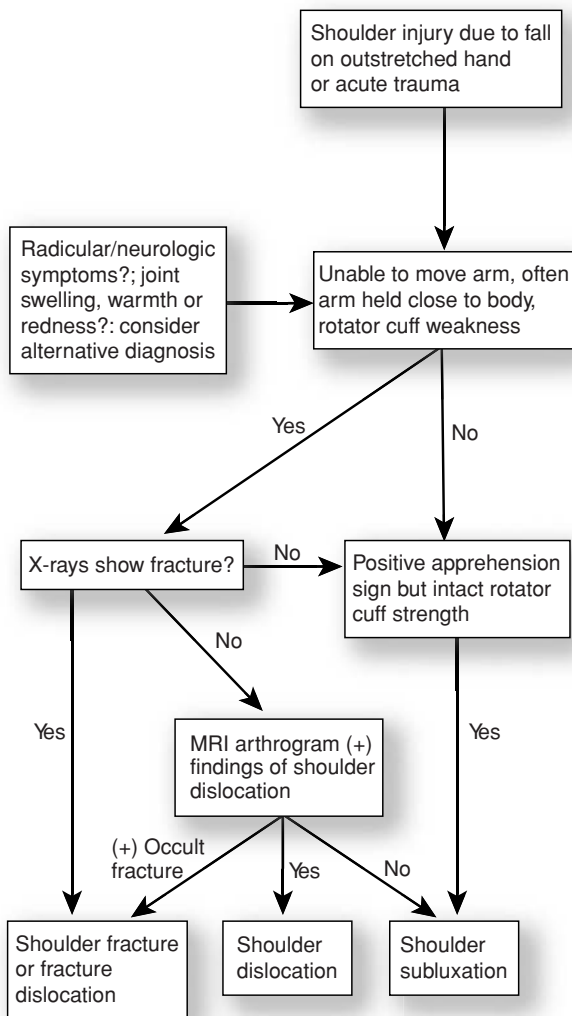 Shoulder injury due to fall
on outstretched hand
or acute trauma
Radicular/neurologic
symptoms?; joint
swelling, warmth or
redness?: consider
alternative diagnosis
Unable to move arm, often
arm held close to body,
rotator cuff weakness
Yes
No
X-rays show fracture?
No
Positive apprehension
sign but intact rotator
cuff strength
No
Yes
MRI arthrogram (+)
findings of shoulder
dislocation
Yes
(+) Occult
fracture
Yes
No
Shoulder fracture
or fracture
dislocation
Shoulder
dislocation
Shoulder
subluxation